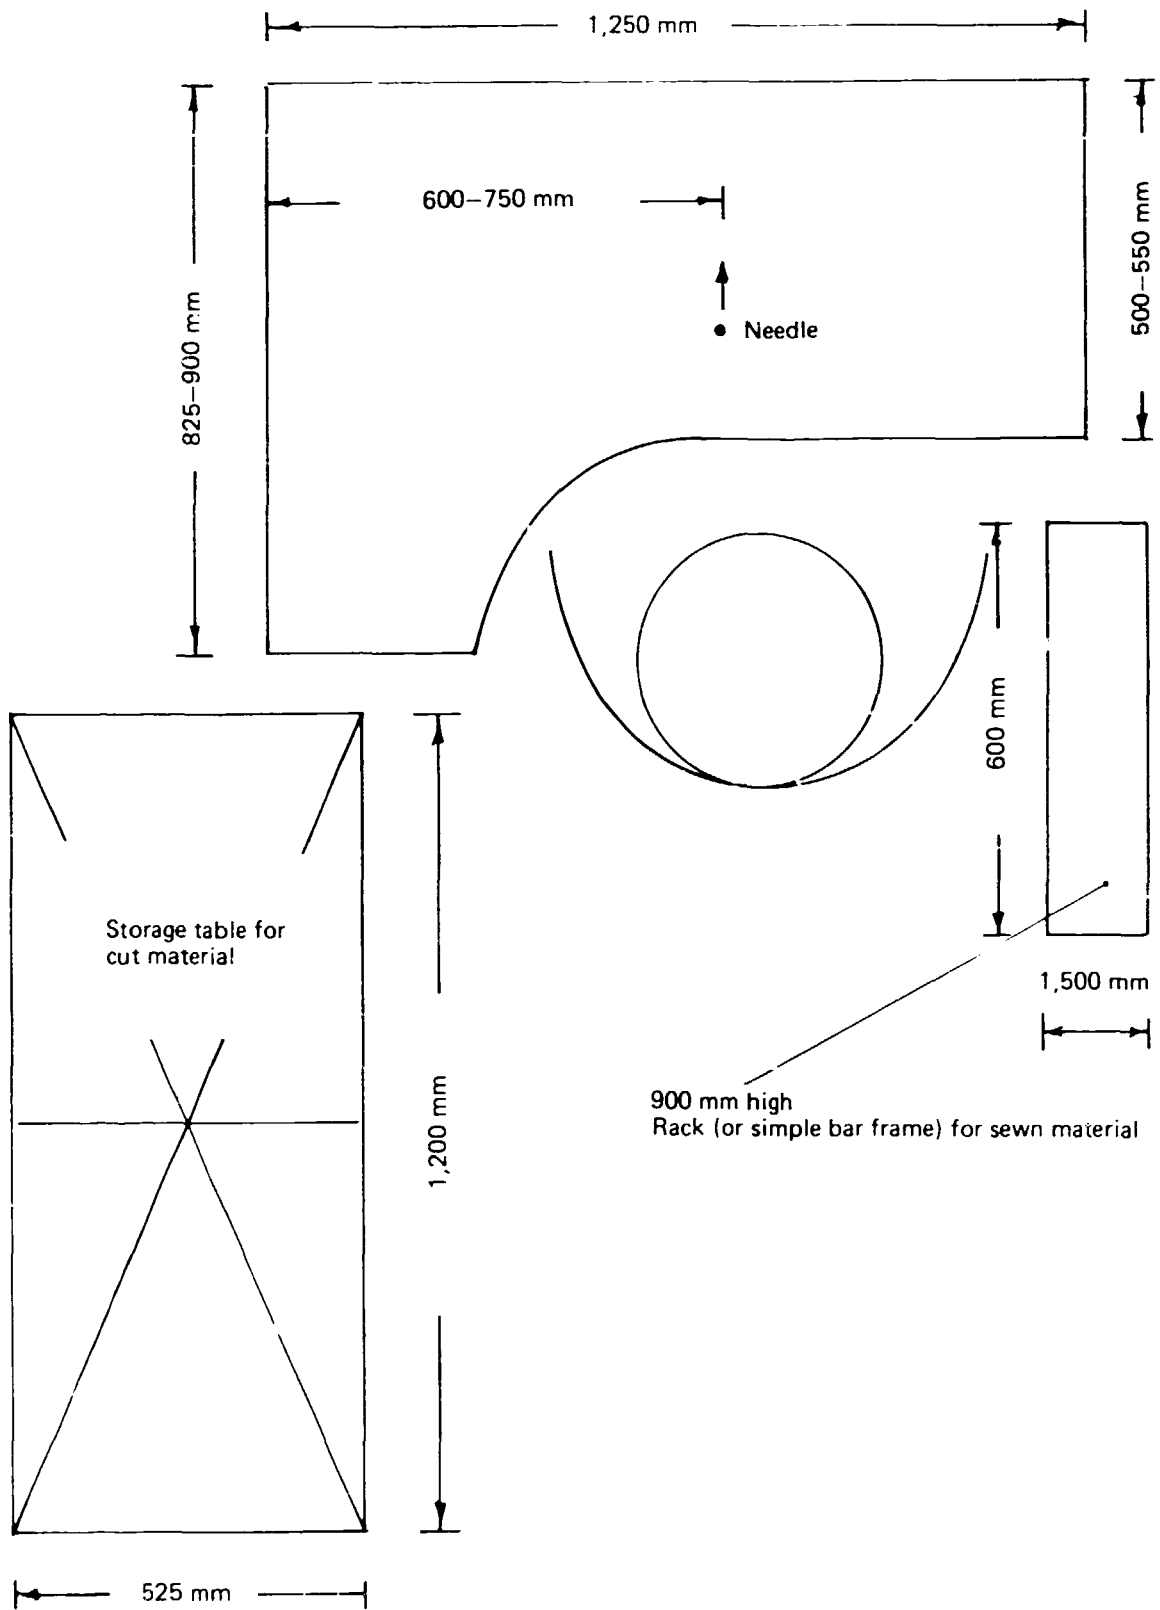 1,250 mm
600–750 mm
500–550 mm
825–900 mm
Needle
600 mm
Storage table for
cut material
1,500 mm
1,200 mm
900 mm high
Rack (or simple bar frame) for sewn material
525 mm